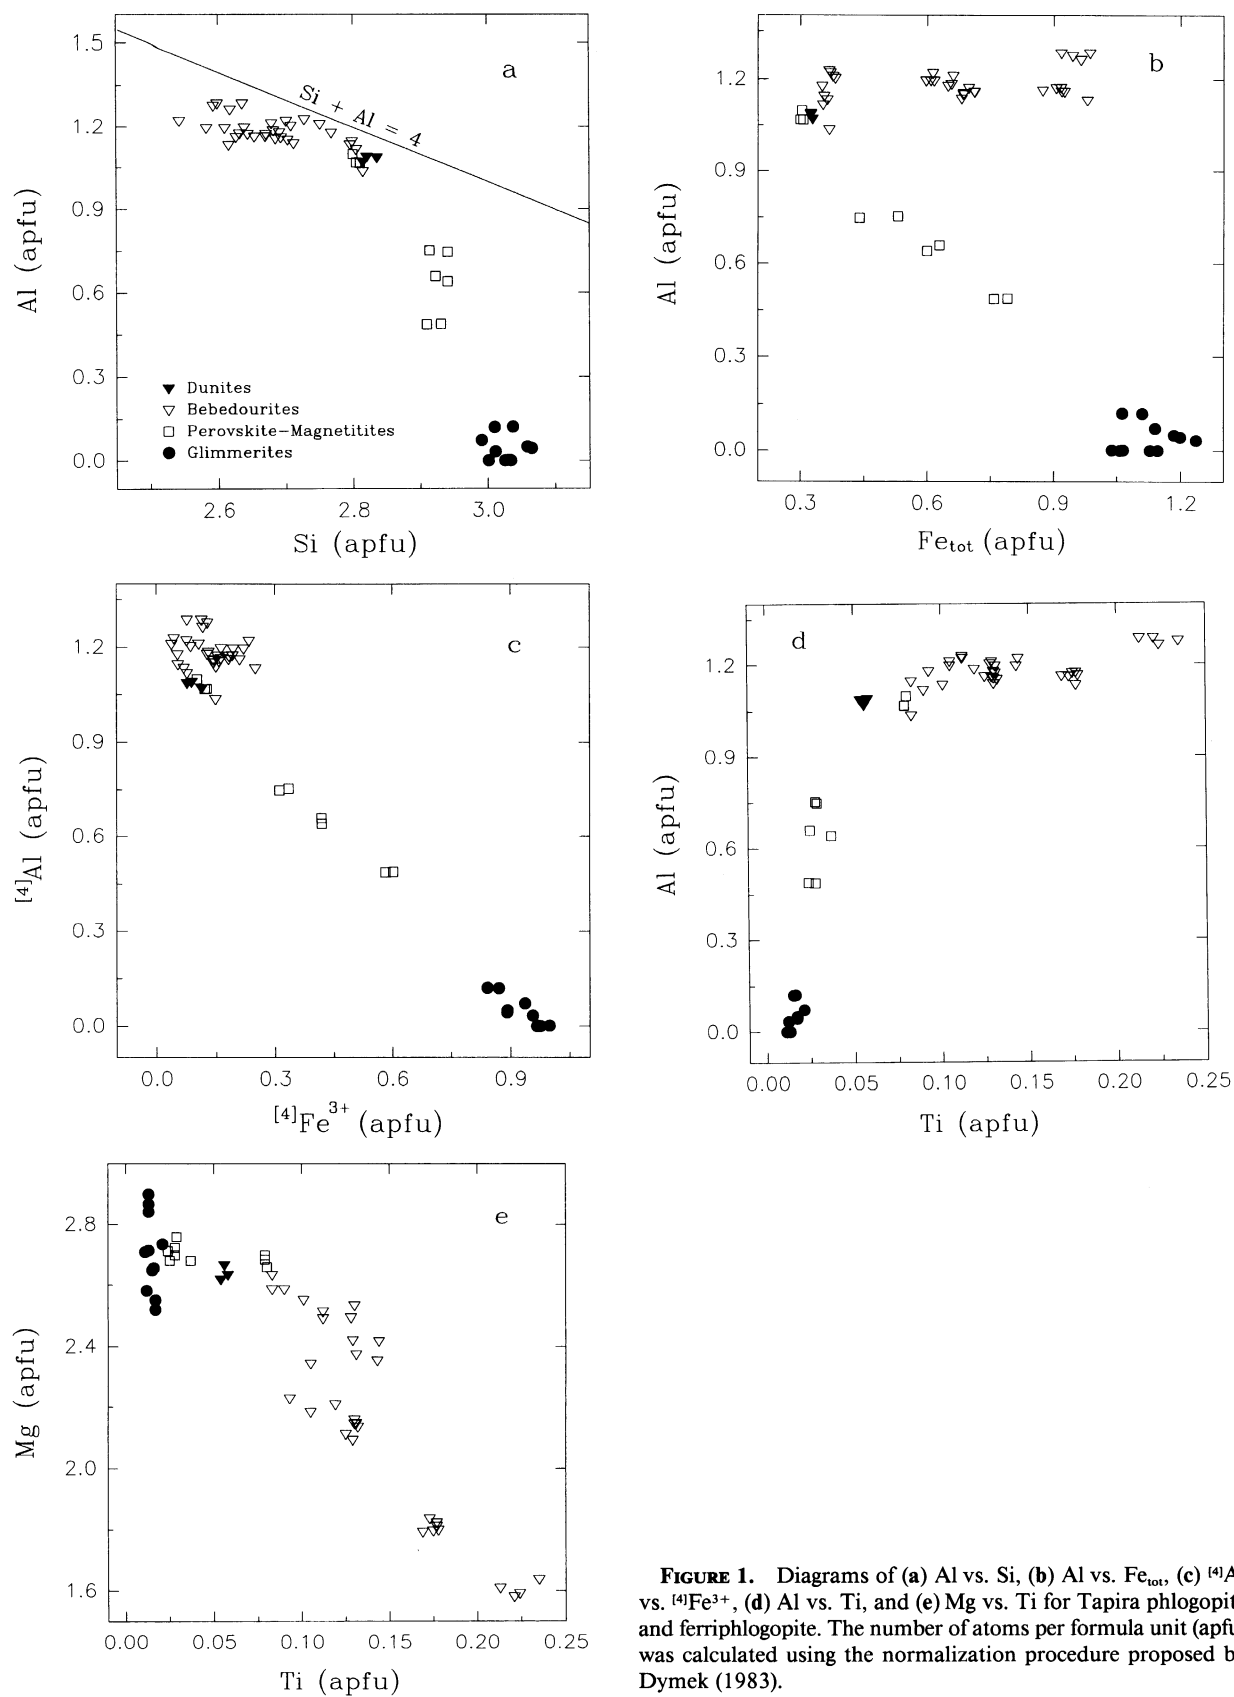 1.5
1.2
0.9
0.6
0.3
0.0
Al (apfu)
a
Si + Al = 4
▼ Dunites
▽ Bebedourites
□ Perovskite-Magnetitites
● Glimmerites
2.6 2.8 3.0
Si (apfu)
1.2
0.9
0.6
0.3
0.0
Al (apfu)
b
0.3 0.6 0.9 1.2
Fetot (apfu)
1.2
0.9
0.6
0.3
0.0
[4]Al (apfu)
c
0.0 0.3 0.6 0.9
[4]Fe3+ (apfu)
1.2
0.9
0.6
0.3
0.0
Al (apfu)
d
0.00 0.05 0.10 0.15 0.20 0.25
Ti (apfu)
2.8
2.4
2.0
1.6
Mg (apfu)
e
0.00 0.05 0.10 0.15 0.20 0.25
Ti (apfu)
FIGURE 1. Diagrams of (a) Al vs. Si, (b) Al vs. Fetot, (c) [4]A
vs. [4]Fe3+, (d) Al vs. Ti, and (e) Mg vs. Ti for Tapira phlogopit
and ferriphlogopite. The number of atoms per formula unit (apfu
was calculated using the normalization procedure proposed b
Dymek (1983).